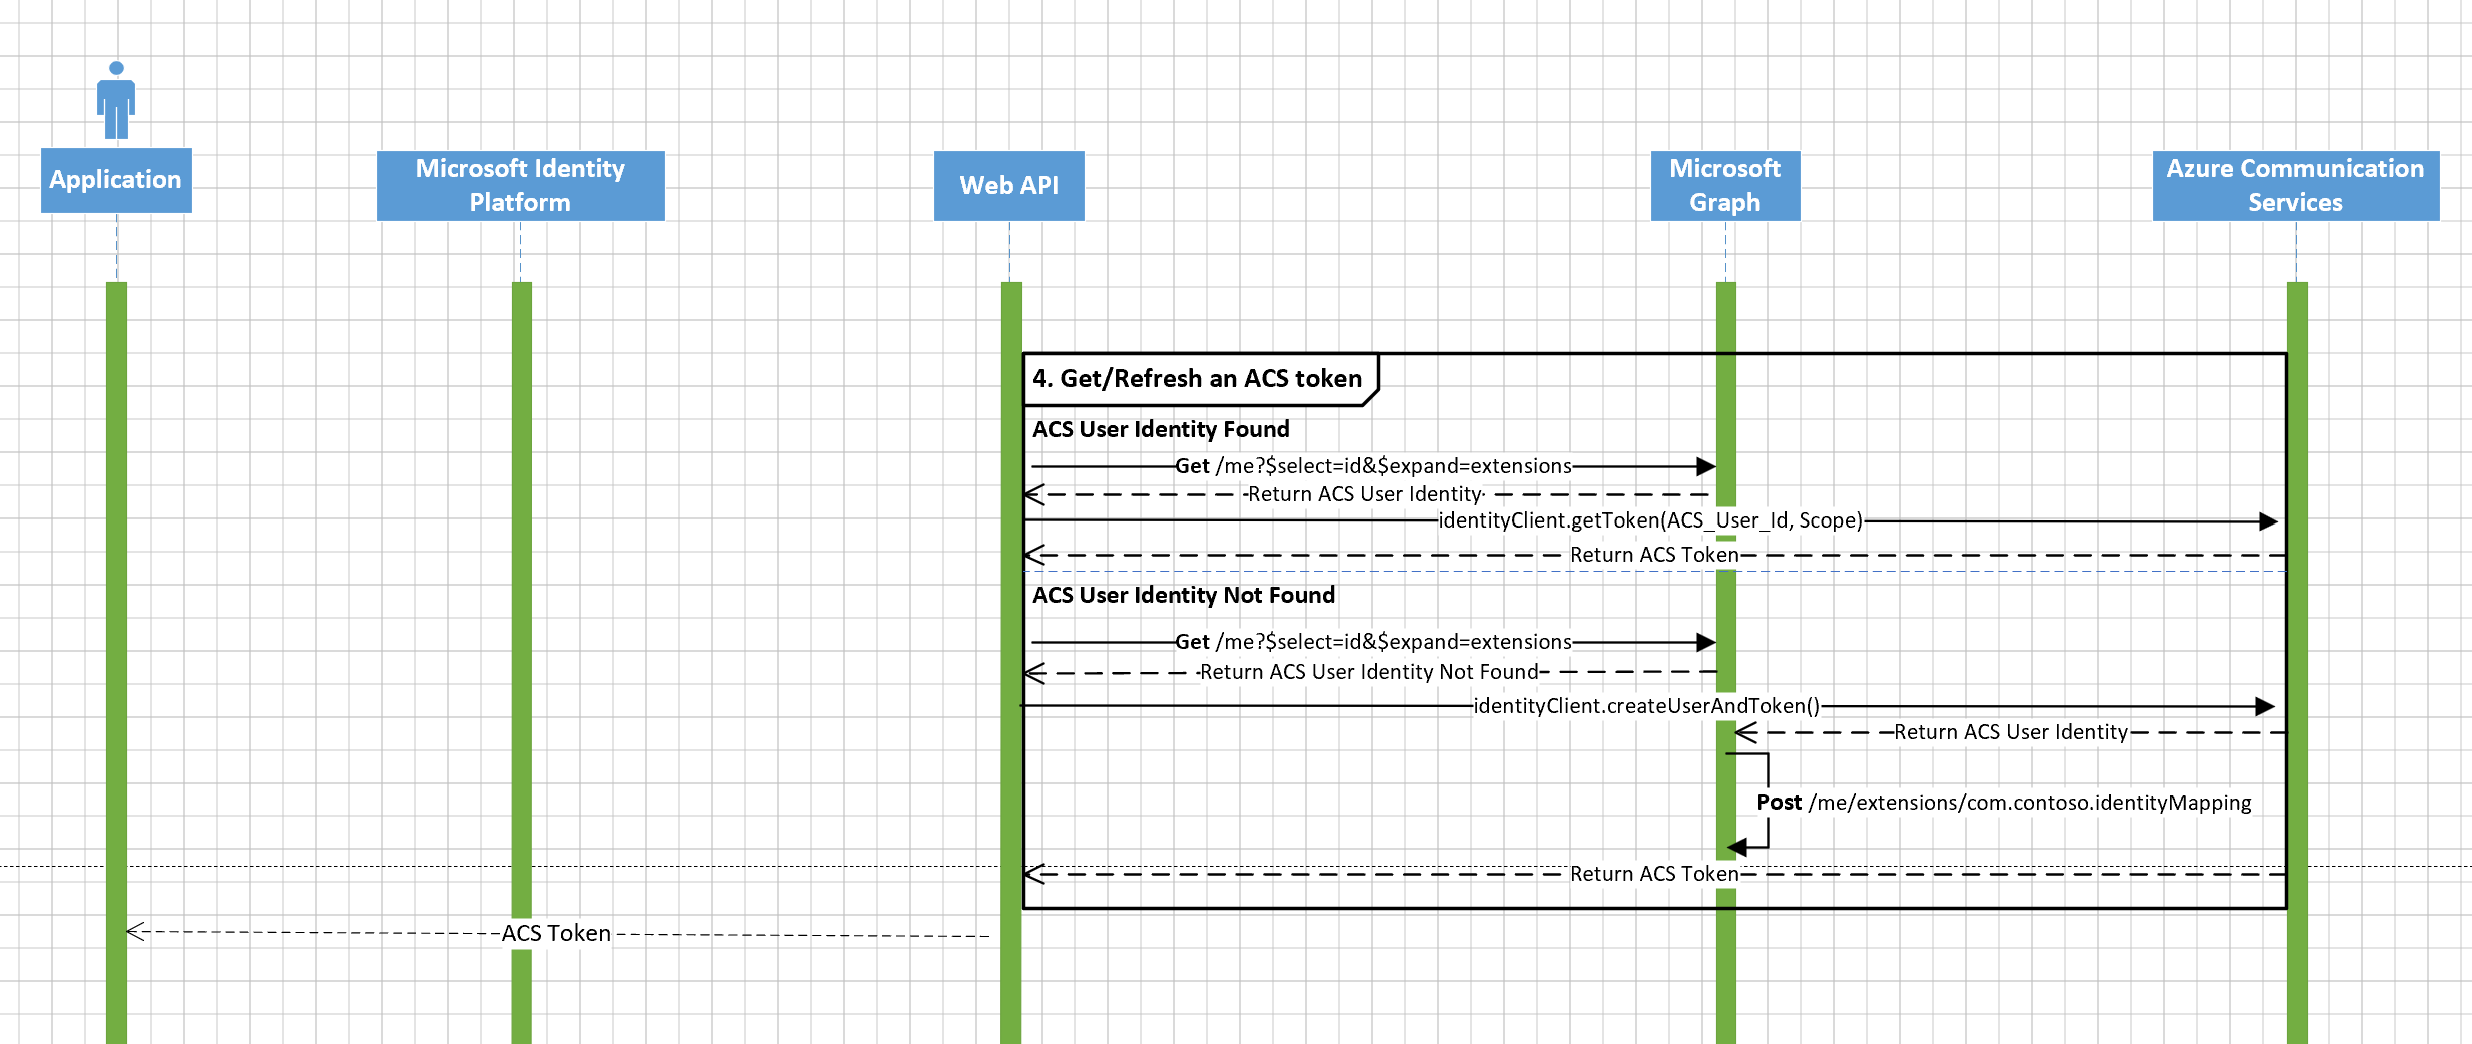 Application
Microsoft Identity
Platform
Web API
Microsoft
Graph
Azure Communication
Services
4. Get/Refresh an ACS token
ACS User Identity Found
Get /me?$select=id&$expand=extensions
Return ACS User Identity
identityClient.getToken(ACS_User_Id, Scope)
Return ACS Token
ACS User Identity Not Found
Get /me?$select=id&$expand=extensions
Return ACS User Identity Not Found
identityClient.createUserAndToken()
Return ACS User Identity
Post /me/extensions/com.contoso.identityMapping
Return ACS Token
ACS Token